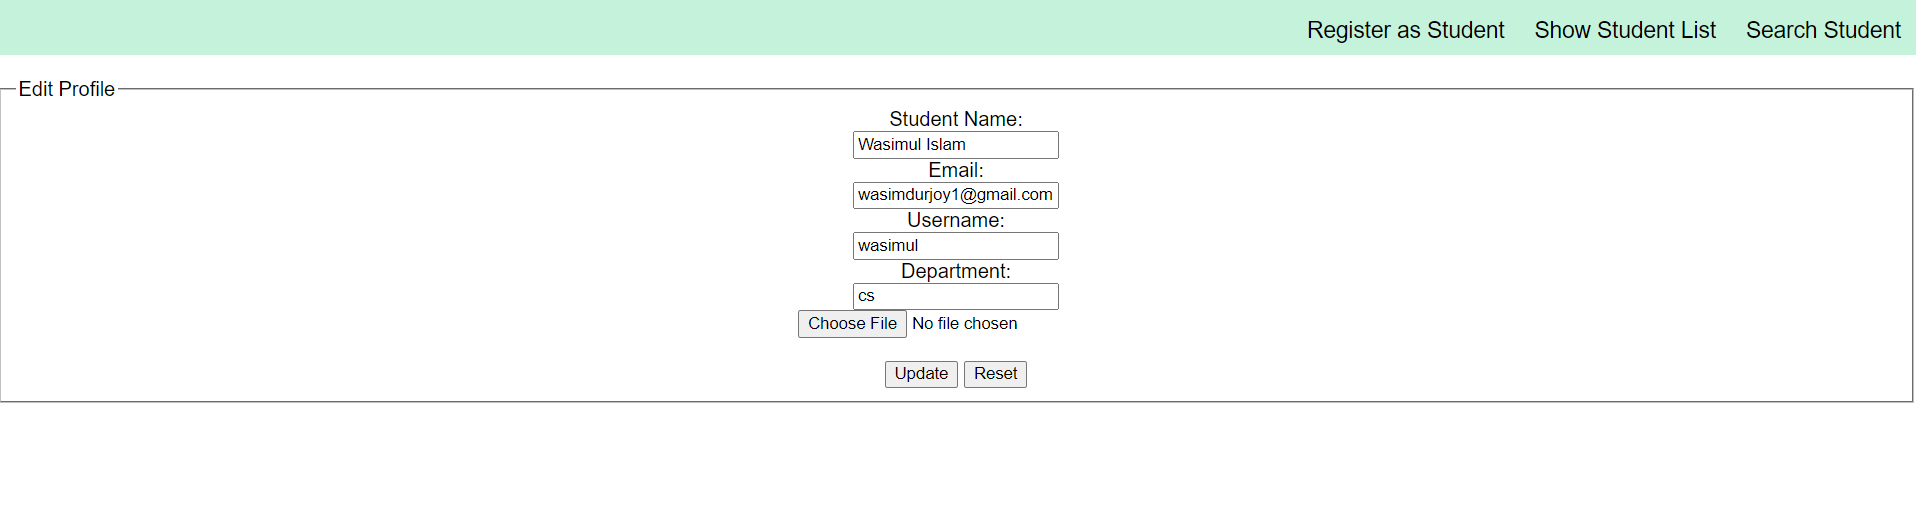 Register as Student Show Student List Search Student
Edit Profile
Student Name:
Wasimul Islam
Email:
wasimdurjoy1@gmail.com
Username:
wasimul
Department:
cs
Choose File No file chosen
Update Reset